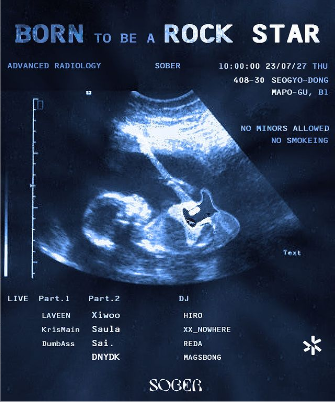 BORN TO BE A ROCK STAR
ADVANCED RADIOLOGY SOBER 10:00:00 23/07/27 THU
408-30 SEOGYO-DONG
MAPO-GU, B1
NO MINORS ALLOWED
NO SMOKEING
Text
LIVE Part.1 Part.2 DJ
LAVEEN Xiwoo HIRO
KrisMain Saula XX_NOWHERE
DumbAss Sai. REDA
DNYDK MAGSBONG
SOBER